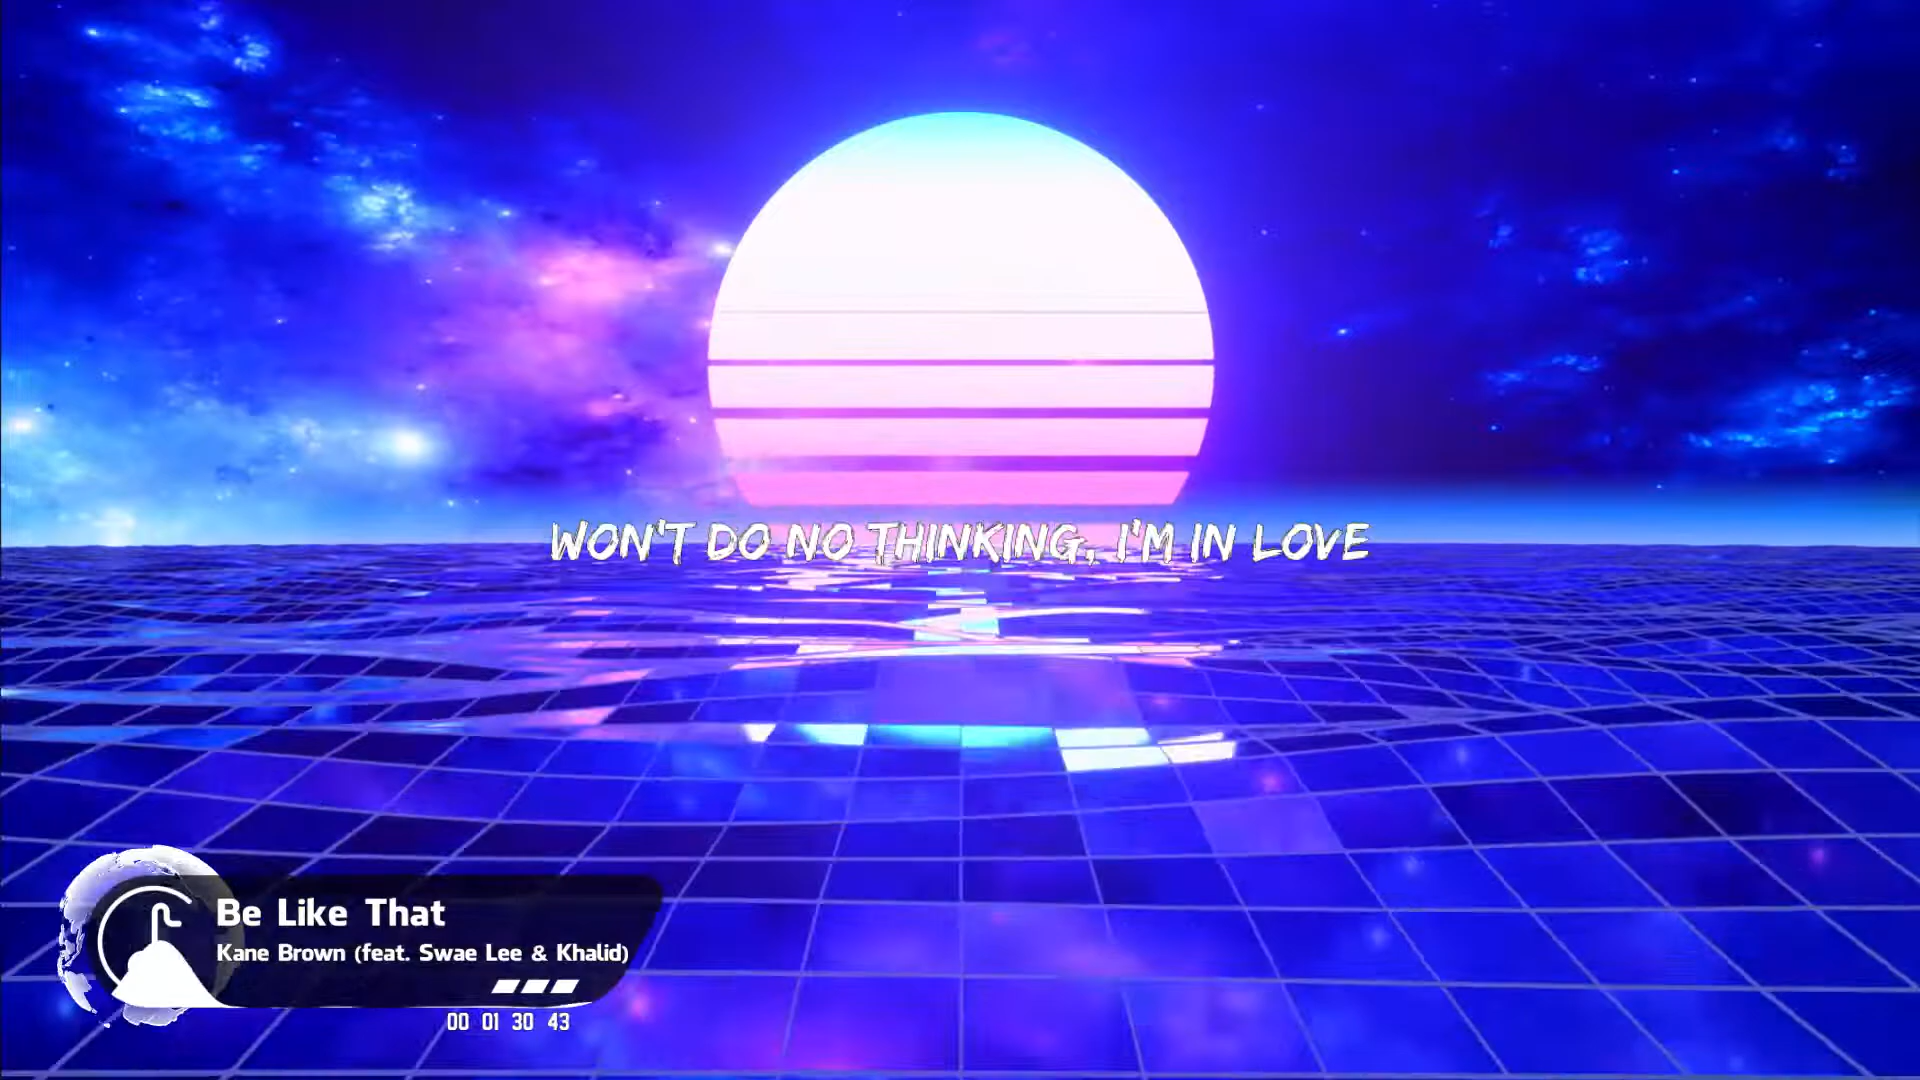 WON'T DO NO THINKING, I'M IN LOVE
Be Like That
Kane Brown (feat. Swae Lee & Khalid)
00 01 30 43